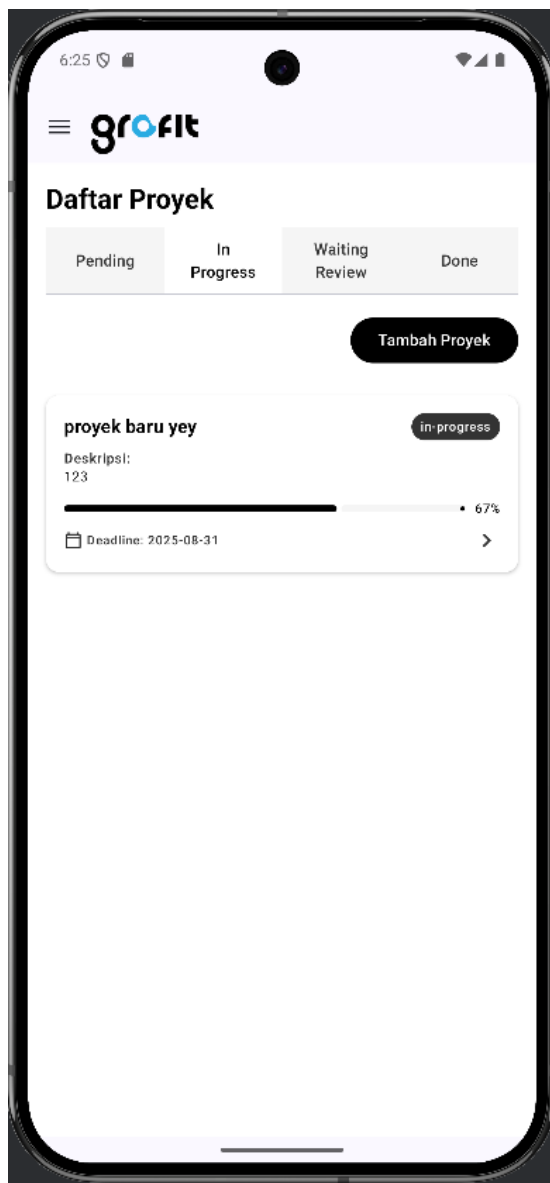 6:25
grofit
Daftar Proyek
Pending
In
Progress
Waiting
Review
Done
Tambah Proyek
proyek baru yey
in-progress
Deskripsi:
123
67%
Deadline: 2025-08-31